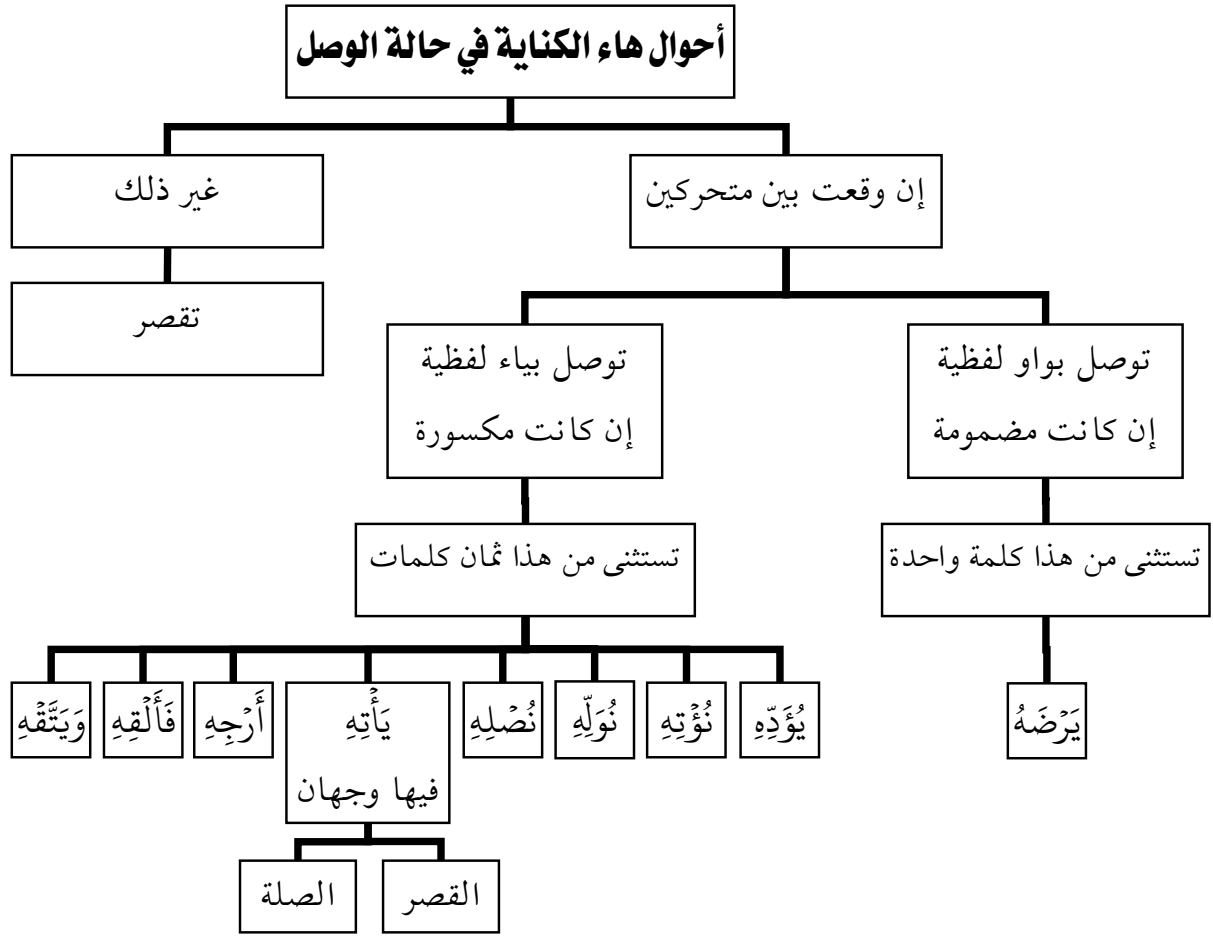 أحوال هاء الكناية في حالة الوصل
إن وقعت بين متحركين
غير ذلك
تقصر
توصل بواو لفظية
إن كانت مضمومة
توصل بياء لفظية
إن كانت مكسورة
تستثنى من هذا كلمة واحدة
تستثنى من هذا ثمان كلمات
يَرۡضَهُ
يُؤَدِّهِ
نُؤۡتِهِ
نُوَلِّهِ
نُصۡلِهِ
يَأۡتِهِ
فيها وجهان
أَرۡجِهِ
فَأَلۡقِهِ
وَيَتَّقۡهِ
القصر
الصلة